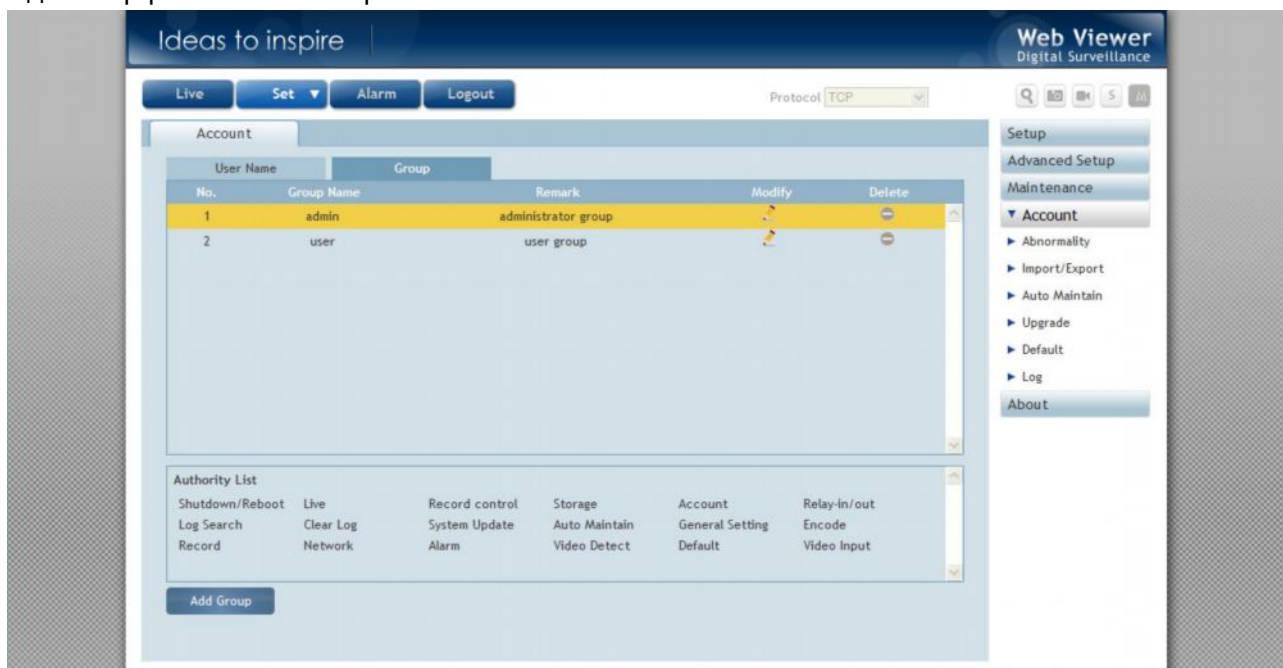 Ideas to inspire
Web Viewer
Digital Surveillance
Live Set Alarm Logout Protocol TCP S M
Account
User Name Group
No. Group Name Remark Modify Delete
1 admin administrator group
2 user user group
Authority List
Shutdown/Reboot Live Record control Storage Account Relay-in/out
Log Search Clear Log System Update Auto Maintain General Setting Encode
Record Network Alarm Video Detect Default Video Input
Add Group
Setup
Advanced Setup
Maintenance
Account
Abnormality
Import/Export
Auto Maintain
Upgrade
Default
Log
About